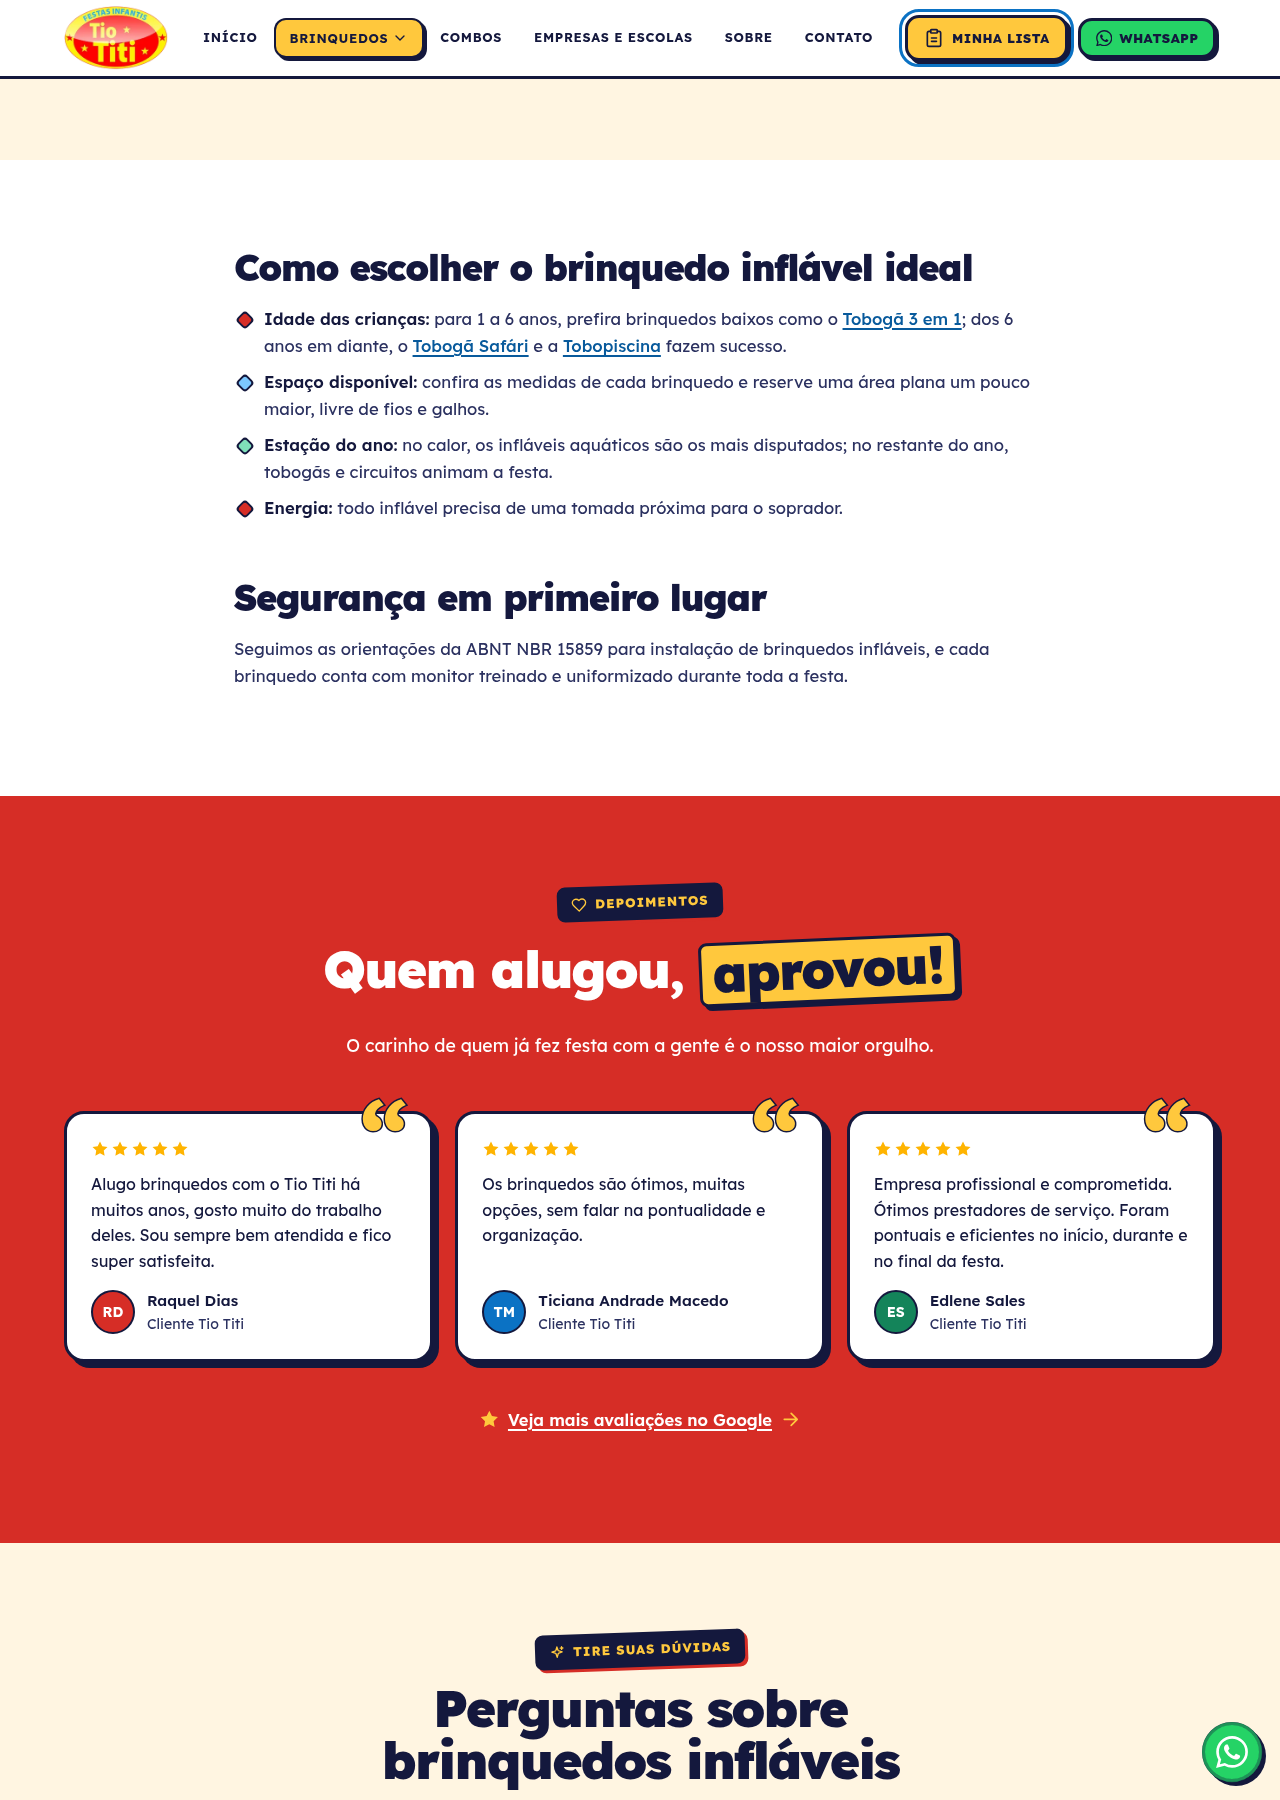 FESTAS INFANTIS
Tio
Titi
INÍCIO
BRINQUEDOS
COMBOS
EMPRESAS E ESCOLAS
SOBRE
CONTATO
MINHA LISTA
WHATSAPP
Como escolher o brinquedo inflável ideal
Idade das crianças: para 1 a 6 anos, prefira brinquedos baixos como o Tobogã 3 em 1; dos 6
anos em diante, o Tobogã Safári e a Tobopiscina fazem sucesso.
Espaço disponível: confira as medidas de cada brinquedo e reserve uma área plana um pouco
maior, livre de fios e galhos.
Estação do ano: no calor, os infláveis aquáticos são os mais disputados; no restante do ano,
tobogãs e circuitos animam a festa.
Energia: todo inflável precisa de uma tomada próxima para o soprador.
Segurança em primeiro lugar
Seguimos as orientações da ABNT NBR 15859 para instalação de brinquedos infláveis, e cada
brinquedo conta com monitor treinado e uniformizado durante toda a festa.
DEPOIMENTOS
Quem alugou, aprovou!
O carinho de quem já fez festa com a gente é o nosso maior orgulho.
Alugo brinquedos com o Tio Titi há
muitos anos, gosto muito do trabalho
deles. Sou sempre bem atendida e fico
super satisfeita.
RD
Raquel Dias
Cliente Tio Titi
Os brinquedos são ótimos, muitas
opções, sem falar na pontualidade e
organização.
TM
Ticiana Andrade Macedo
Cliente Tio Titi
Empresa profissional e comprometida.
Ótimos prestadores de serviço. Foram
pontuais e eficientes no início, durante e
no final da festa.
ES
Edlene Sales
Cliente Tio Titi
Veja mais avaliações no Google
TIRE SUAS DÚVIDAS
Perguntas sobre
brinquedos infláveis